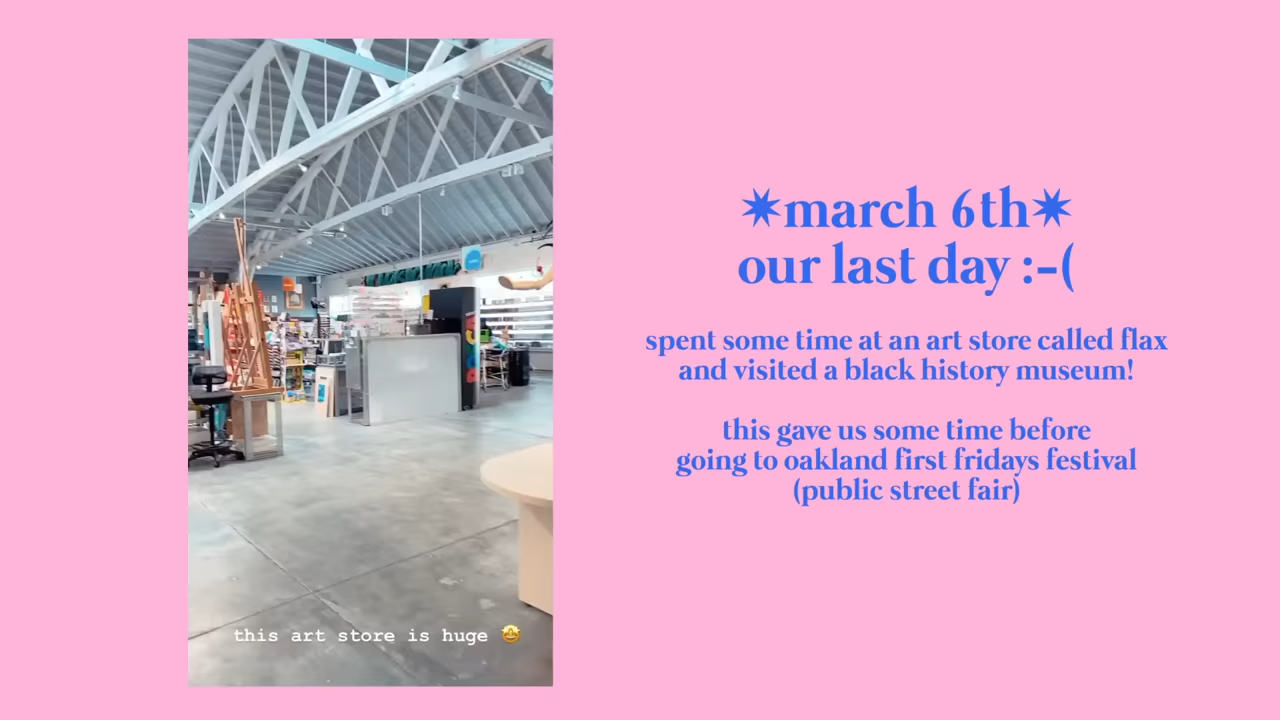 ✷march 6th✷
our last day :-(
spent some time at an art store called flax
and visited a black history museum!
this gave us some time before
going to oakland first fridays festival
(public street fair)
this art store is huge 🤩